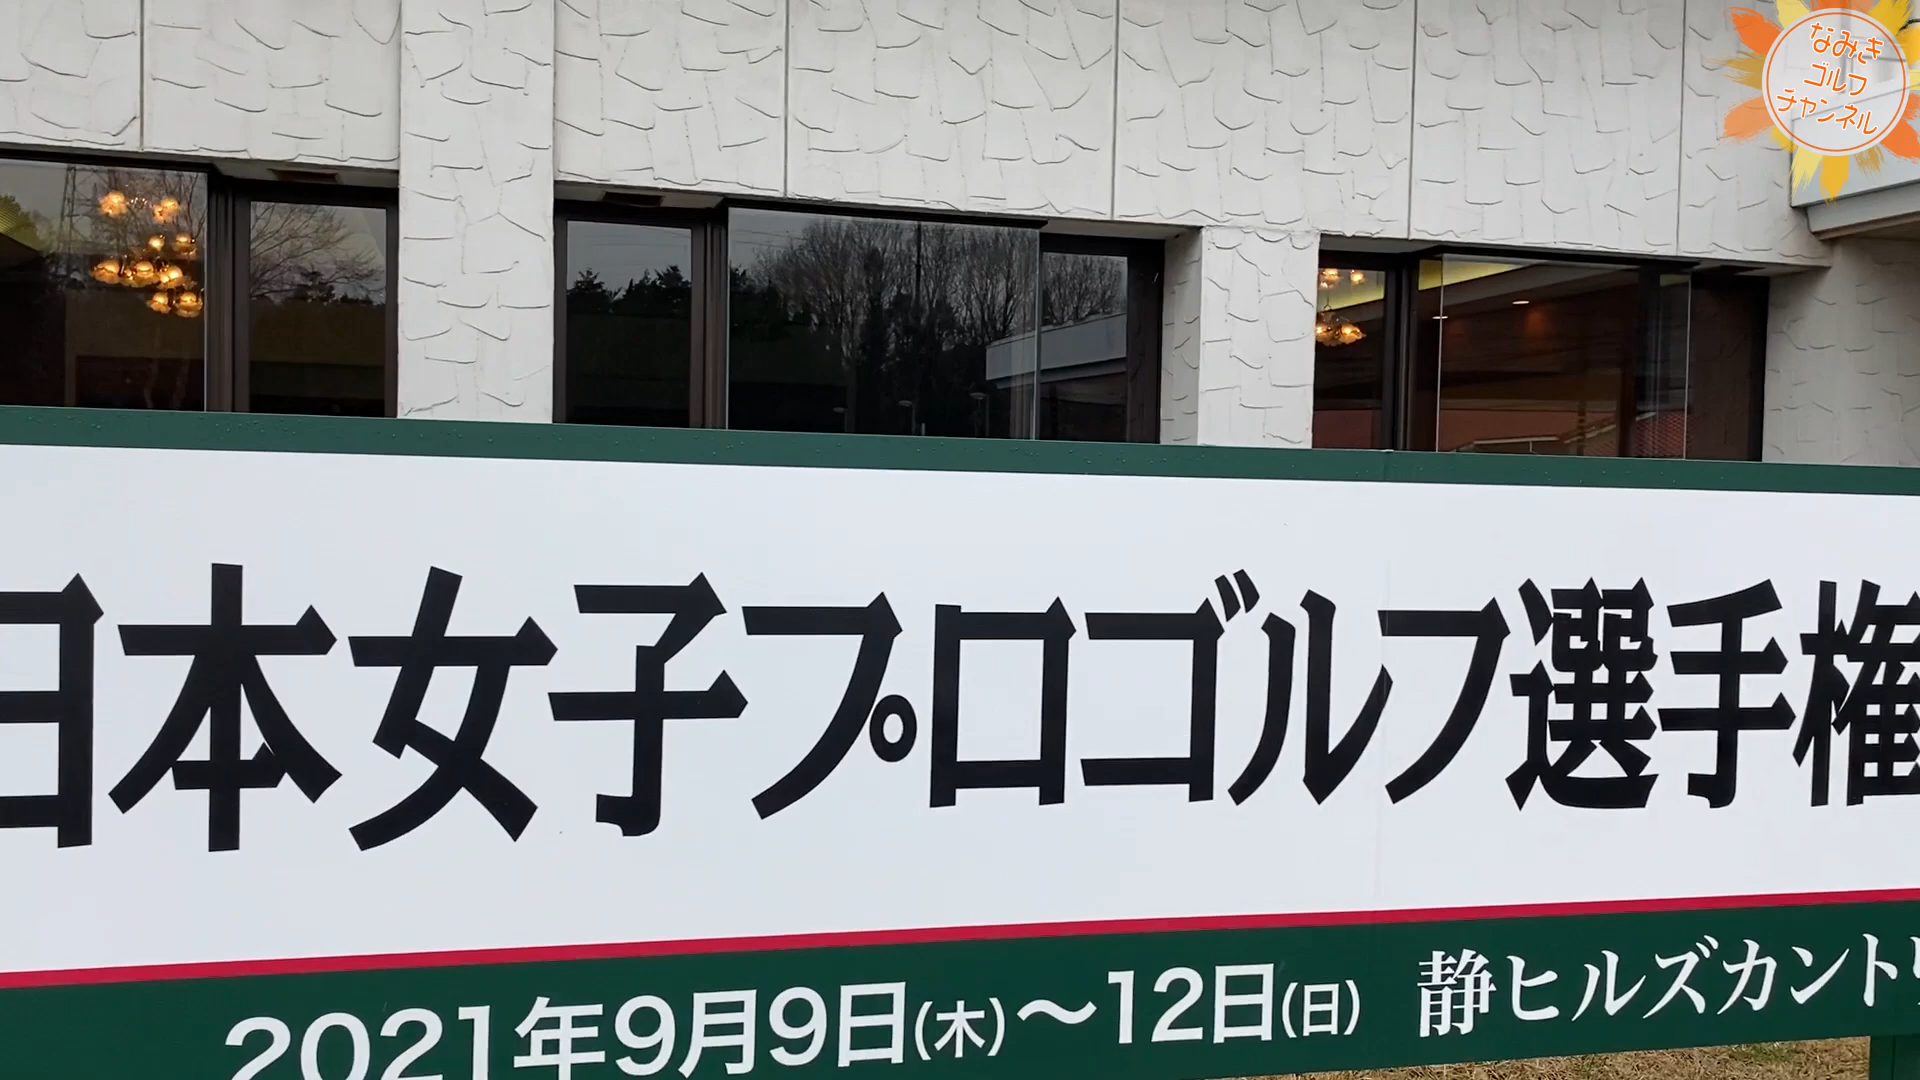 なみき
ゴルフ
チャンネル
日本女子プロゴルフ選手権
2021年9月9日(木)～12日(日) 静ヒルズカントリ